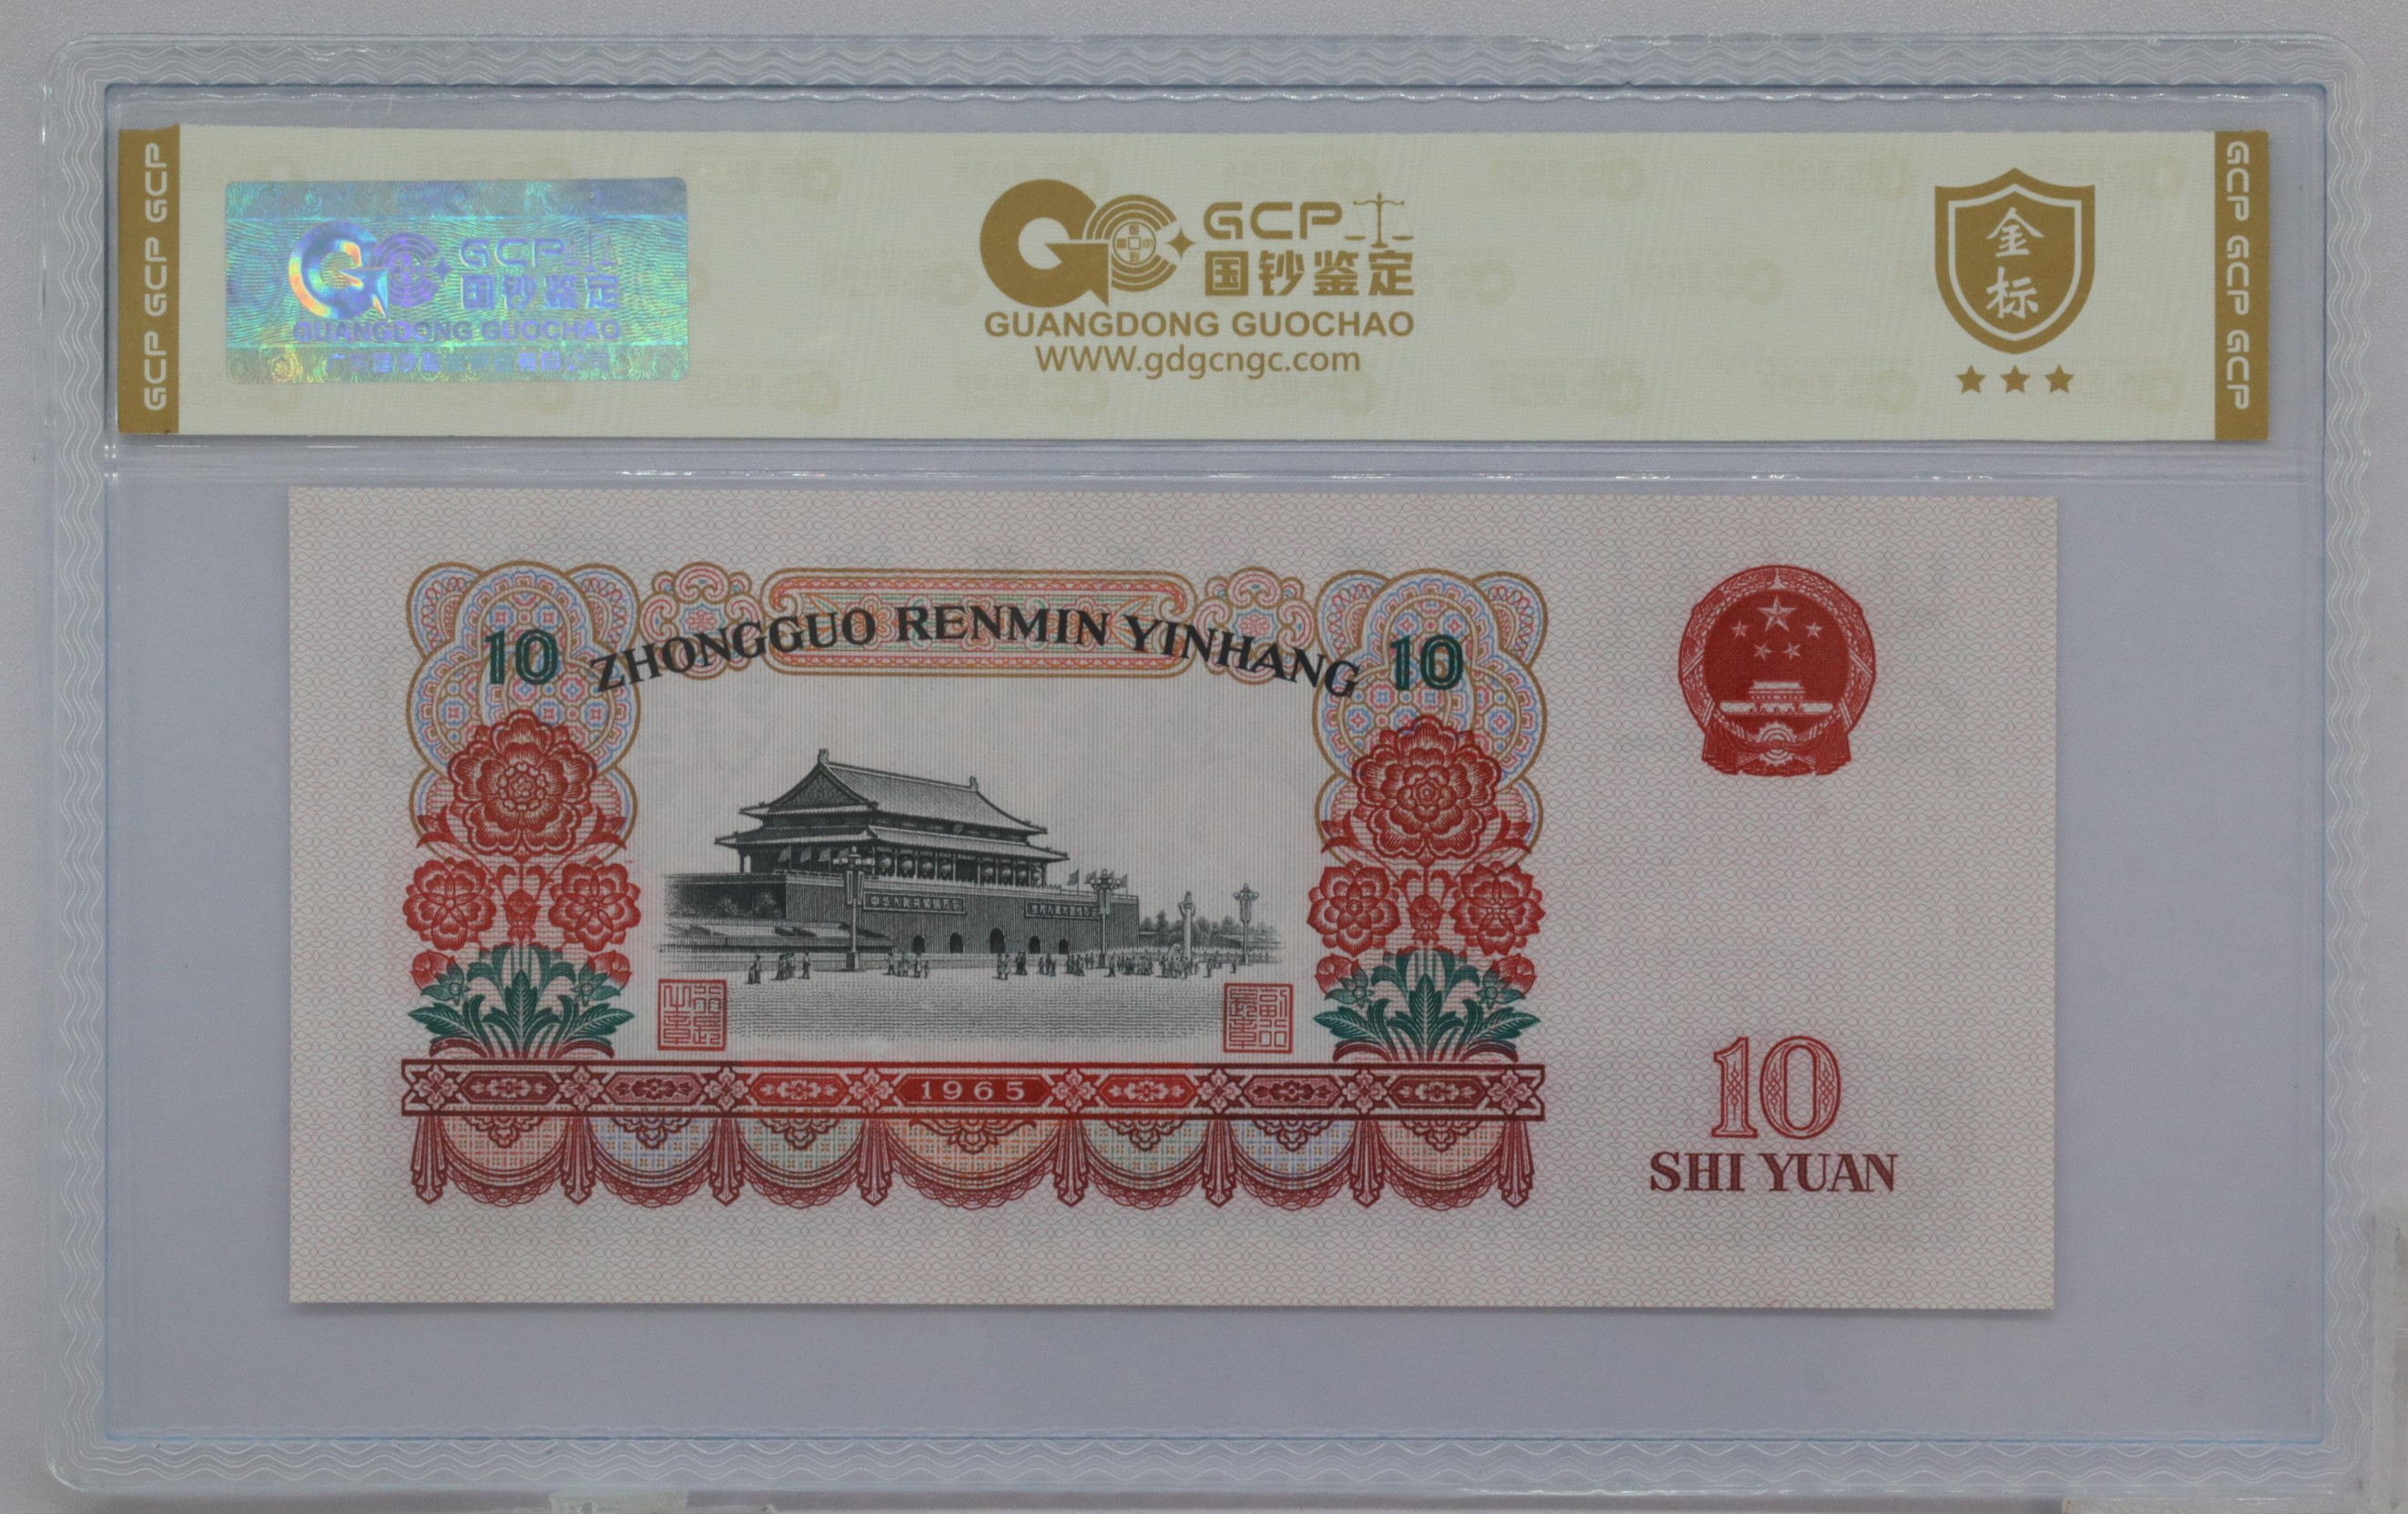 GCP GCP GCP
GCP
国钞鉴定
GUANGDONG GUOCHAO
GCP
国钞鉴定
GUANGDONG GUOCHAO
WWW.gdgcngc.com
金
标
GCP GCP GCP
10 ZHONGGUO RENMIN YINHANG 10
1965
10
SHI YUAN